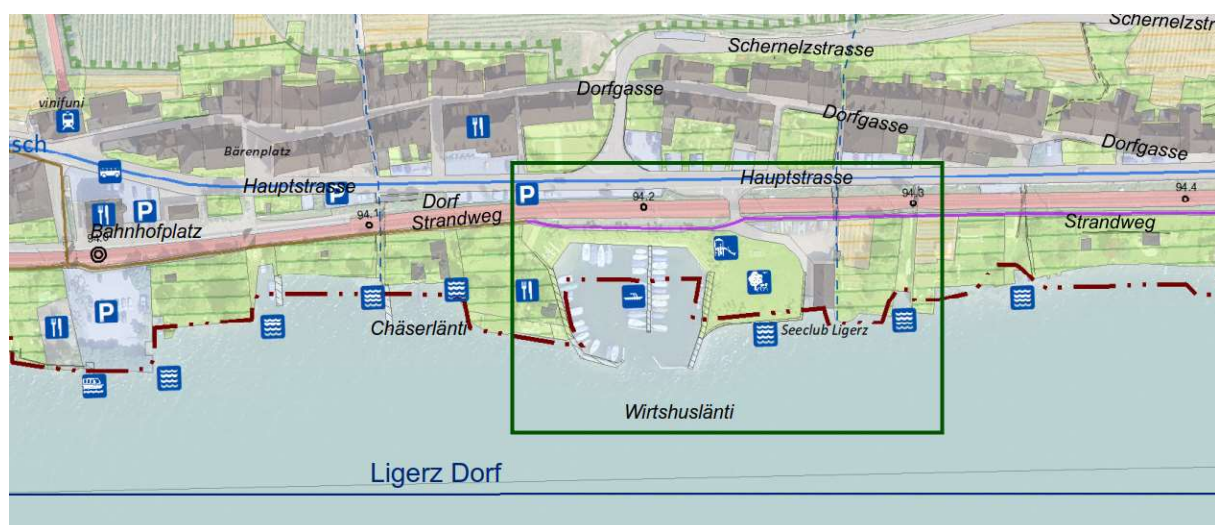 Schernelzstr
Schernelzstrasse
Dorfgasse
vinifuni
Dorfgasse
sch
Bärenplatz
Dorfgasse
Hauptstrasse
P
P
P
Hauptstrasse
94.1
Dorf
Strandweg
94.2
94.3
94.4
Strandweg
Bahnhofplatz
P
Chäserlänti
Seeclub Ligerz
Wirtshuslänti
Ligerz Dorf